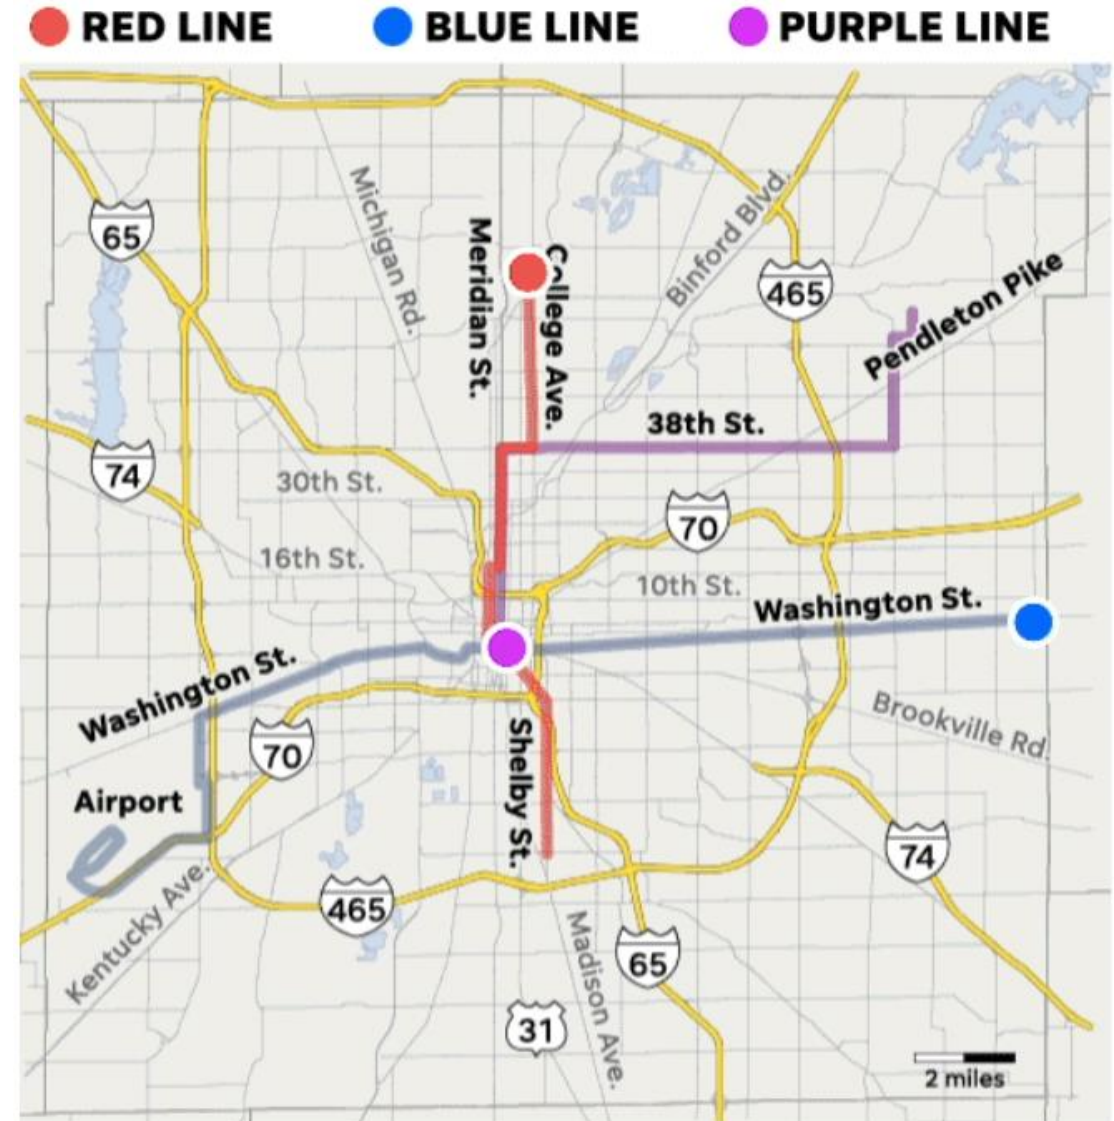 RED LINE
BLUE LINE
PURPLE LINE
65
Michigan Rd.
Meridian St.
College Ave.
Binford Blvd.
465
Pendleton Pike
38th St.
74
30th St.
70
16th St.
10th St.
Washington St.
Washington St.
Brookville Rd.
70
Shelby St.
Airport
74
465
Kentucky Ave.
Madison Ave.
65
31
2 miles